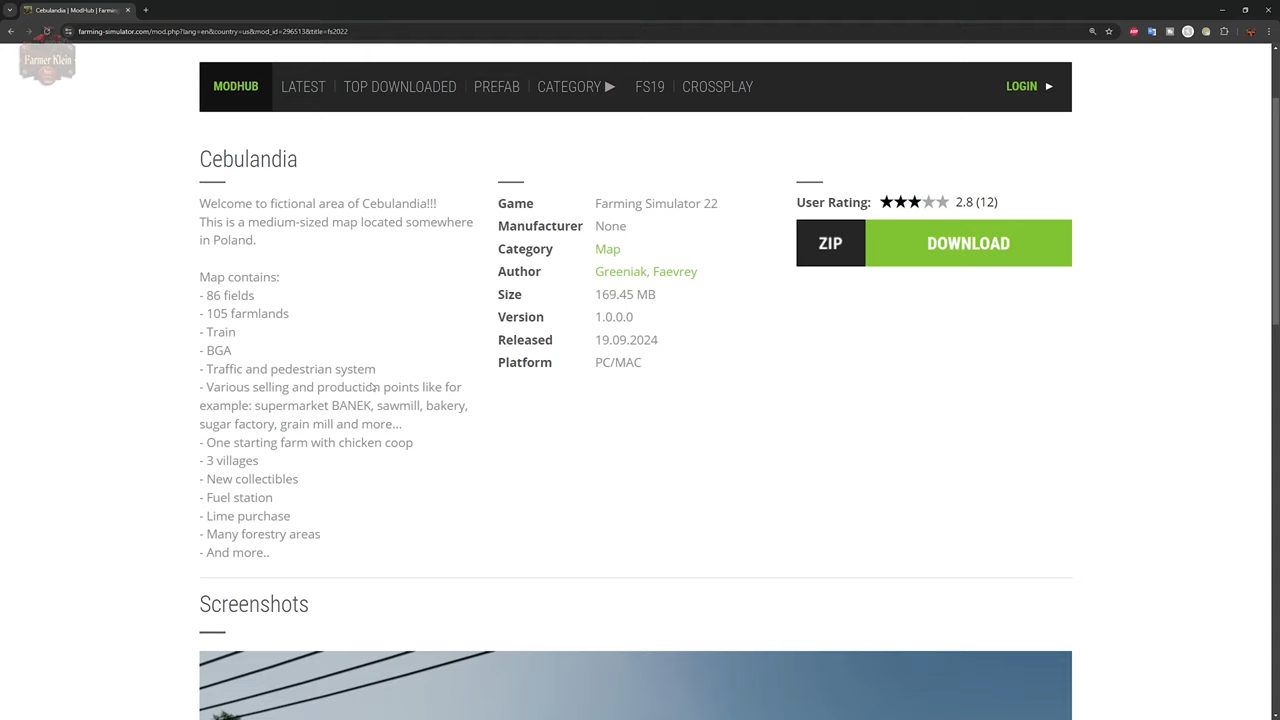 Cebulandia | ModHub | Farming
farming-simulator.com/mod.php?lang=en&country=us&mod_id=296513&title=fs2022
Farmer Klein
MODHUB
LATEST
TOP DOWNLOADED
PREFAB
CATEGORY ▶
FS19
CROSSPLAY
LOGIN ▶
Cebulandia
Welcome to fictional area of Cebulandia!!!
This is a medium-sized map located somewhere
in Poland.
Map contains:
- 86 fields
- 105 farmlands
- Train
- BGA
- Traffic and pedestrian system
- Various selling and production points like for
example: supermarket BANEK, sawmill, bakery,
sugar factory, grain mill and more...
- One starting farm with chicken coop
- 3 villages
- New collectibles
- Fuel station
- Lime purchase
- Many forestry areas
- And more..
Game Farming Simulator 22
Manufacturer None
Category Map
Author Greeniak, Faevrey
Size 169.45 MB
Version 1.0.0.0
Released 19.09.2024
Platform PC/MAC
User Rating: ★★★☆☆ 2.8 (12)
ZIP DOWNLOAD
Screenshots